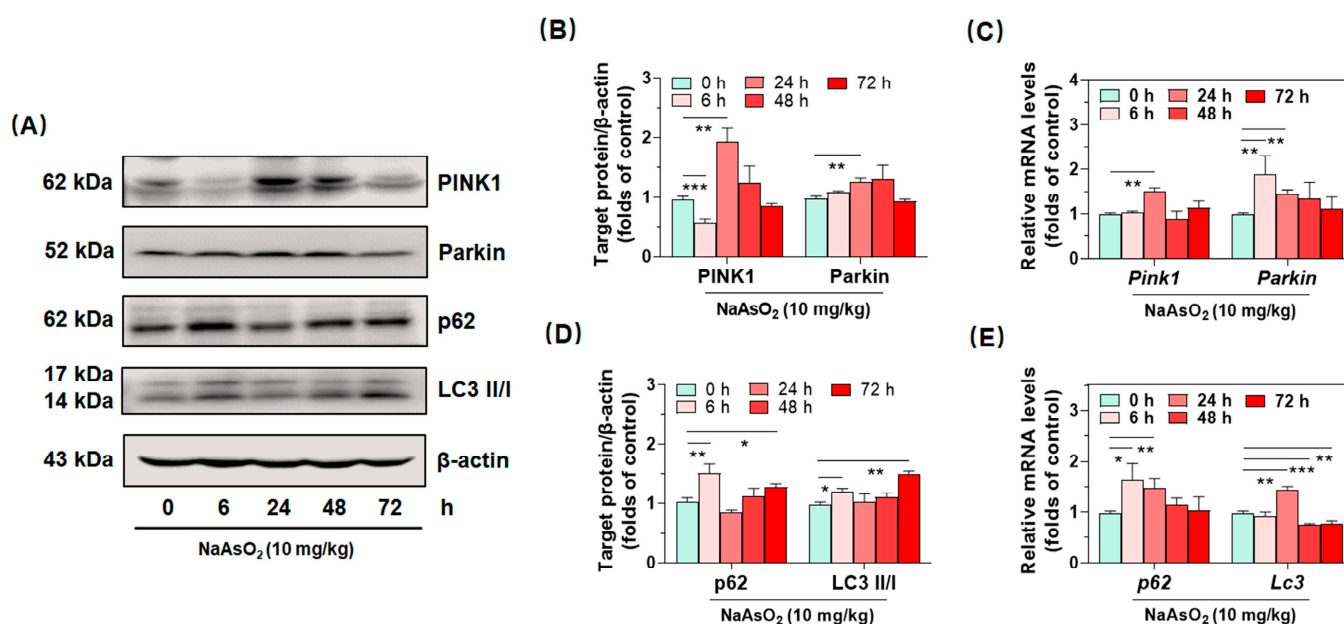 (A)
62 kDa PINK1
52 kDa Parkin
62 kDa p62
17 kDa
14 kDa LC3 II/I
43 kDa β-actin
0 6 24 48 72 h
NaAsO₂ (10 mg/kg)
(B)
Target protein/β-actin
(folds of control)
3
2
1
0
0 h 24 h 72 h
6 h 48 h
**
***
**
PINK1 Parkin
NaAsO₂ (10 mg/kg)
(C)
Relative mRNA levels
(folds of control)
4
3
2
1
0
0 h 24 h 72 h
6 h 48 h
**
**
**
Pink1 Parkin
NaAsO₂ (10 mg/kg)
(D)
Target protein/β-actin
(folds of control)
3
2
1
0
0 h 24 h 72 h
6 h 48 h
*
**
**
*
p62 LC3 II/I
NaAsO₂ (10 mg/kg)
(E)
Relative mRNA levels
(folds of control)
3
2
1
0
0 h 24 h 72 h
6 h 48 h
*
**
**
***
**
p62 Lc3
NaAsO₂ (10 mg/kg)